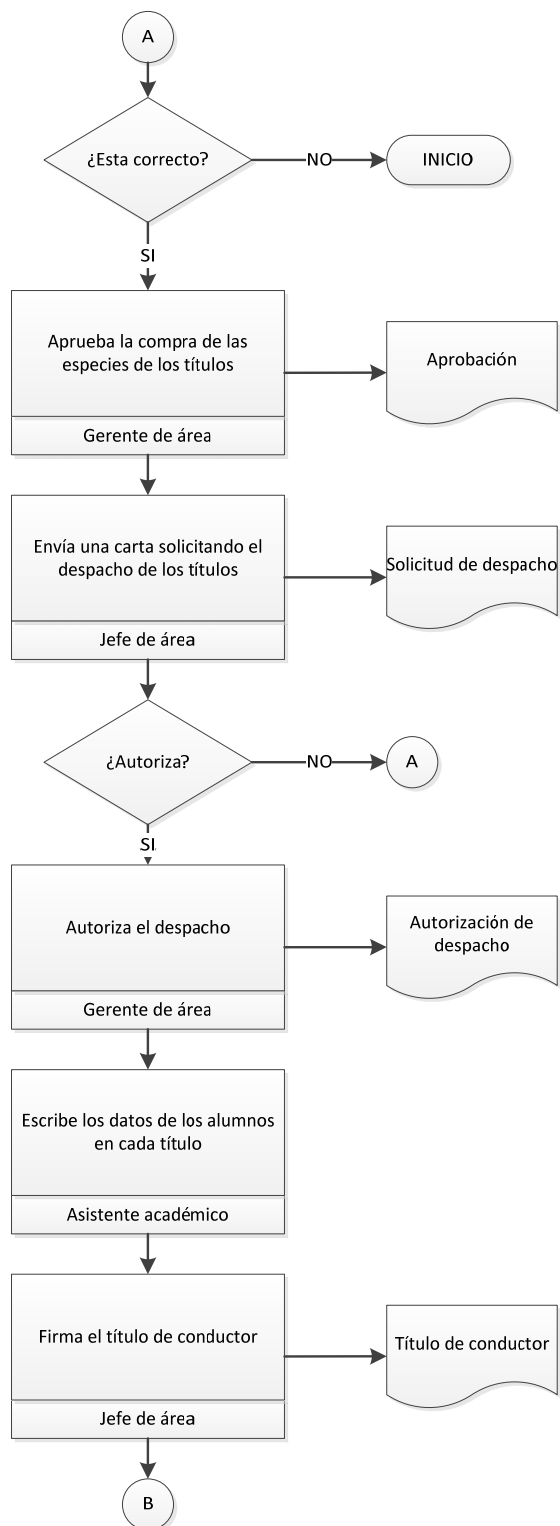 A
¿Esta correcto?
NO
INICIO
SI
Aprueba la compra de las
especies de los títulos
Gerente de área
Aprobación
Envía una carta solicitando el
despacho de los títulos
Jefe de área
Solicitud de despacho
¿Autoriza?
NO
A
SI
Autoriza el despacho
Gerente de área
Autorización de
despacho
Escribe los datos de los alumnos
en cada título
Asistente académico
Firma el título de conductor
Jefe de área
Título de conductor
B